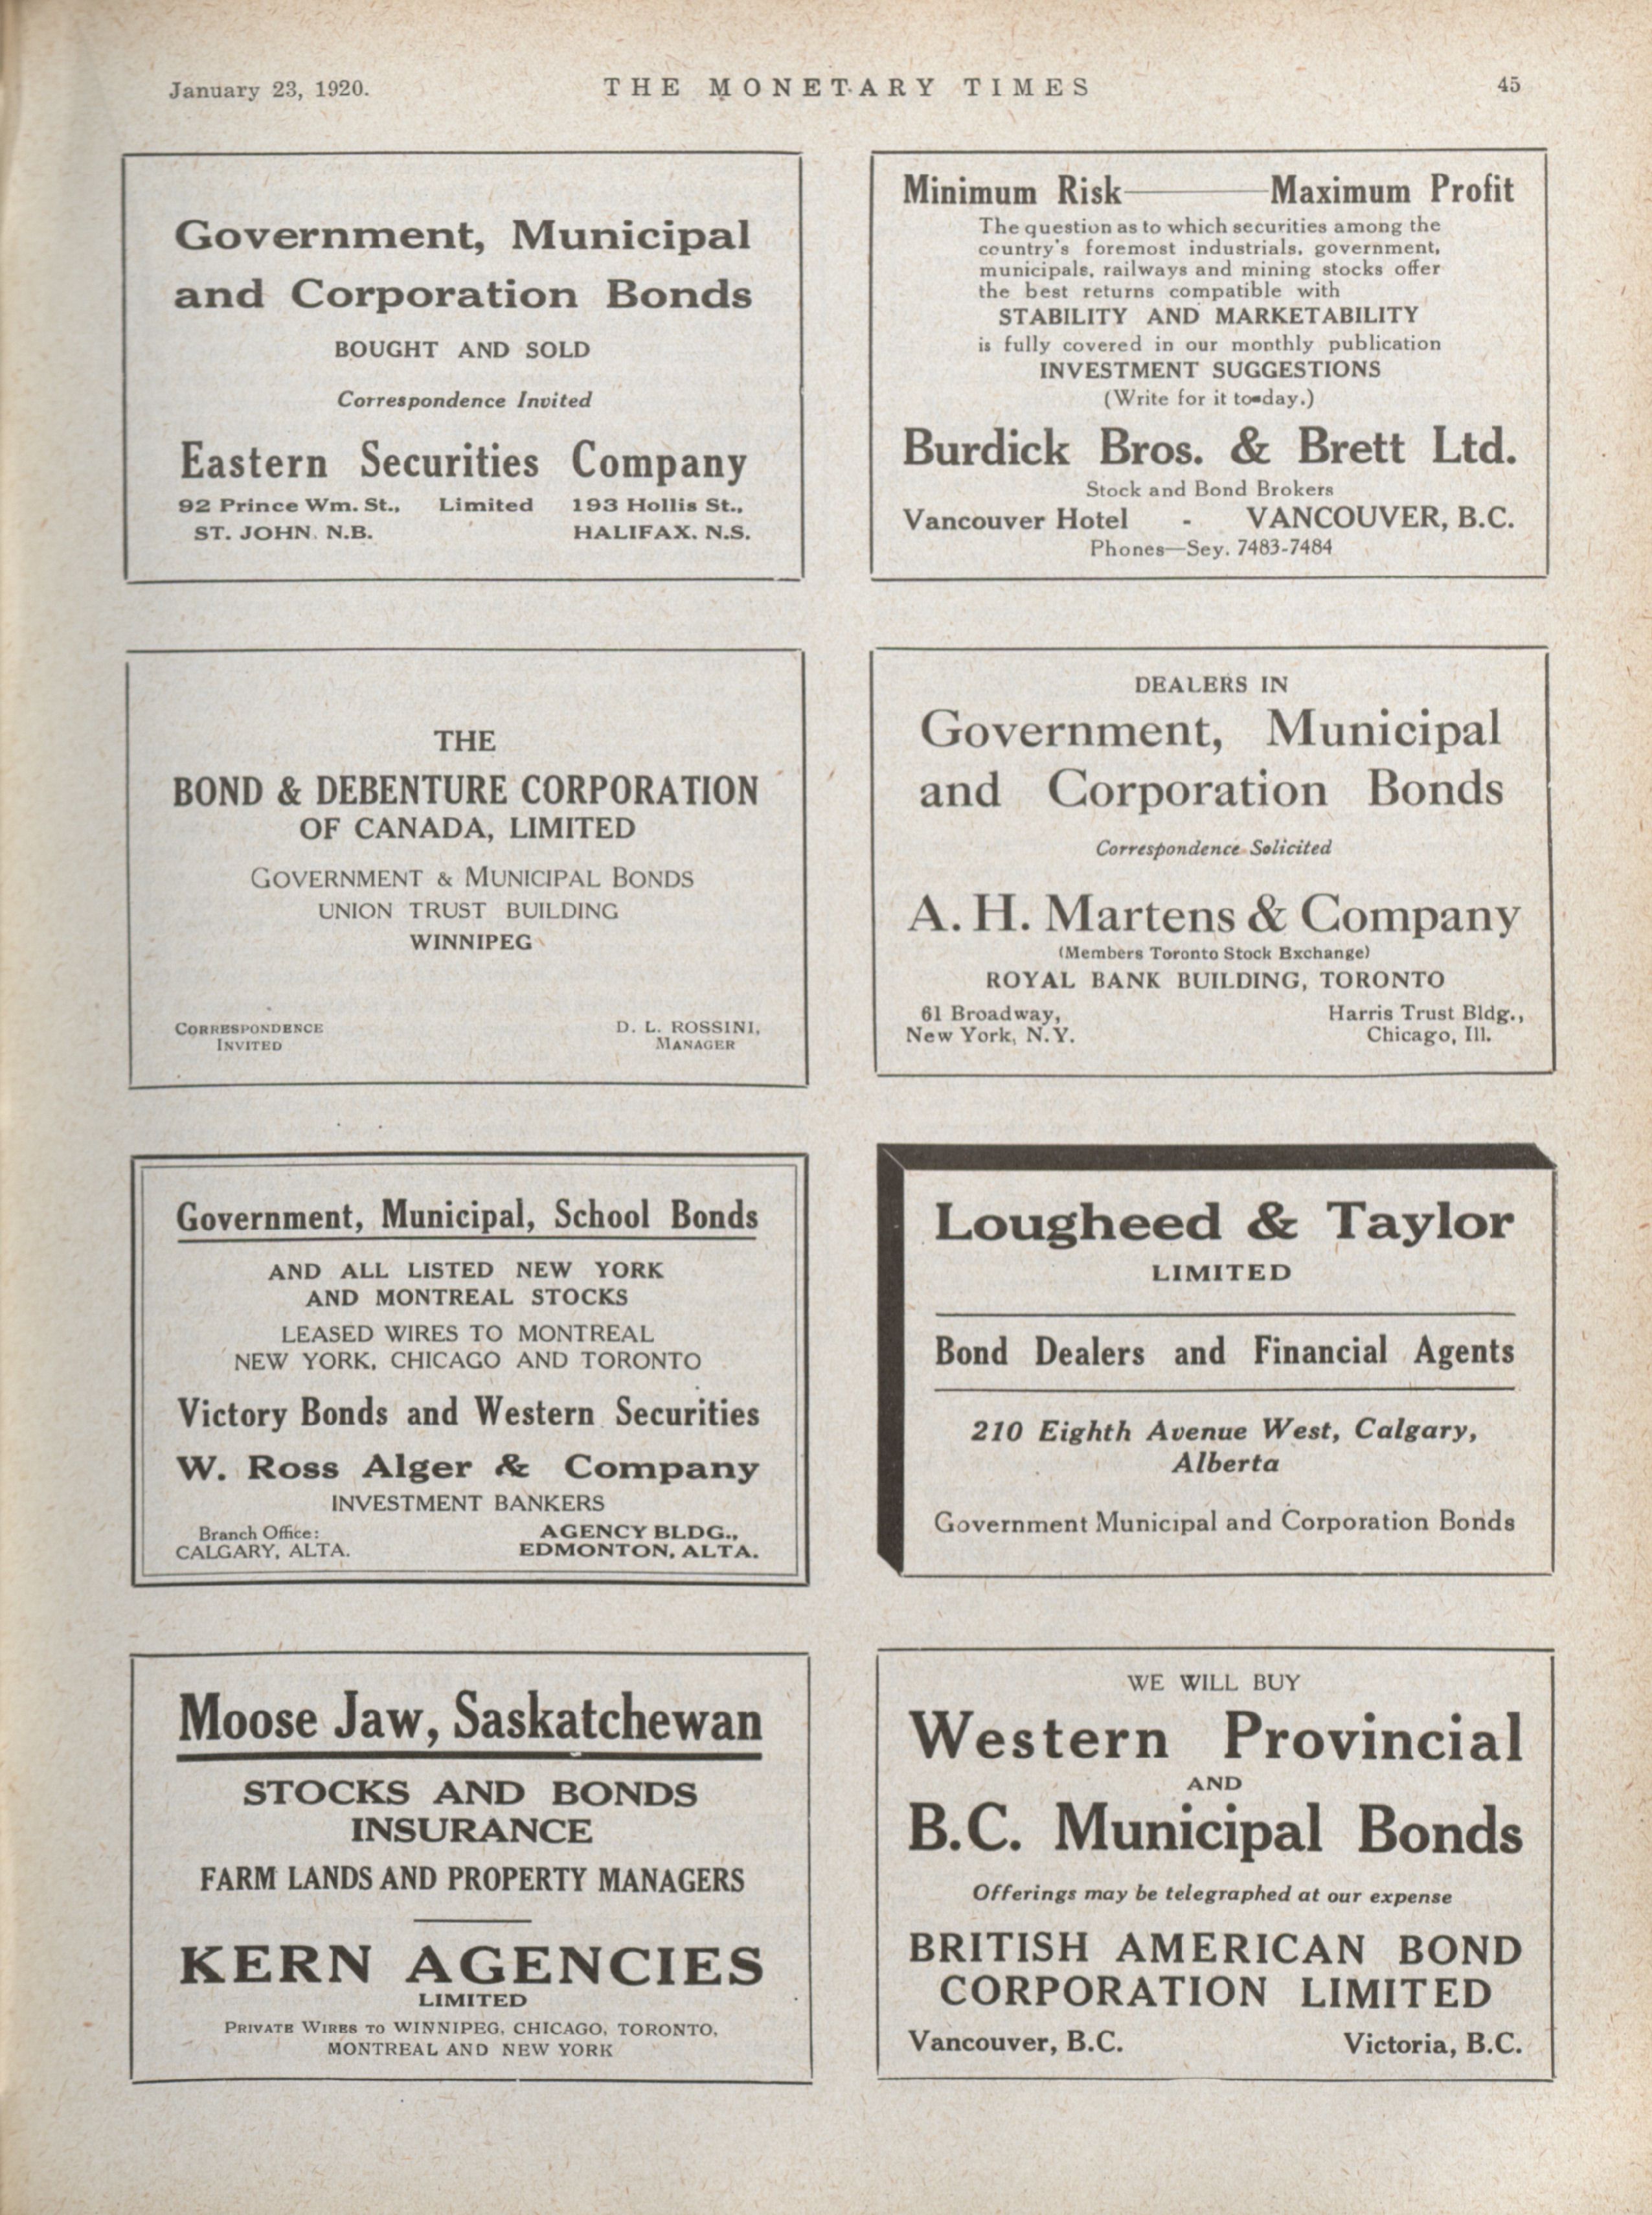 January 23, 1920.
THE MONETARY TIMES
45
Government, Municipal
and Corporation Bonds
BOUGHT AND SOLD
Correspondence Invited
Eastern Securities Company
92 Prince Wm. St., Limited 193 Hollis St.,
ST. JOHN, N.B. HALIFAX, N.S.
Minimum Risk—Maximum Profit
The question as to which securities among the
country's foremost industrials, government,
municipals, railways and mining stocks offer
the best returns compatible with
STABILITY AND MARKETABILITY
is fully covered in our monthly publication
INVESTMENT SUGGESTIONS
(Write for it to-day.)
Burdick Bros. & Brett Ltd.
Stock and Bond Brokers
Vancouver Hotel - VANCOUVER, B.C.
Phones—Sey. 7483-7484
THE
BOND & DEBENTURE CORPORATION
OF CANADA, LIMITED
GOVERNMENT & MUNICIPAL BONDS
UNION TRUST BUILDING
WINNIPEG
CORRESPONDENCE
INVITED
D. L. ROSSINI,
MANAGER
DEALERS IN
Government, Municipal
and Corporation Bonds
Correspondence Solicited
A. H. Martens & Company
(Members Toronto Stock Exchange)
ROYAL BANK BUILDING, TORONTO
61 Broadway,
New York, N.Y.
Harris Trust Bldg.,
Chicago, Ill.
Government, Municipal, School Bonds
AND ALL LISTED NEW YORK
AND MONTREAL STOCKS
LEASED WIRES TO MONTREAL
NEW YORK, CHICAGO AND TORONTO
Victory Bonds and Western Securities
W. Ross Alger & Company
INVESTMENT BANKERS
Branch Office:
CALGARY, ALTA.
AGENCY BLDG.,
EDMONTON, ALTA.
Lougheed & Taylor
LIMITED
Bond Dealers and Financial Agents
210 Eighth Avenue West, Calgary,
Alberta
Government Municipal and Corporation Bonds
Moose Jaw, Saskatchewan
STOCKS AND BONDS
INSURANCE
FARM LANDS AND PROPERTY MANAGERS
KERN AGENCIES
LIMITED
PRIVATE WIRES TO WINNIPEG, CHICAGO, TORONTO,
MONTREAL AND NEW YORK
WE WILL BUY
Western Provincial
AND
B.C. Municipal Bonds
Offerings may be telegraphed at our expense
BRITISH AMERICAN BOND
CORPORATION LIMITED
Vancouver, B.C. Victoria, B.C.